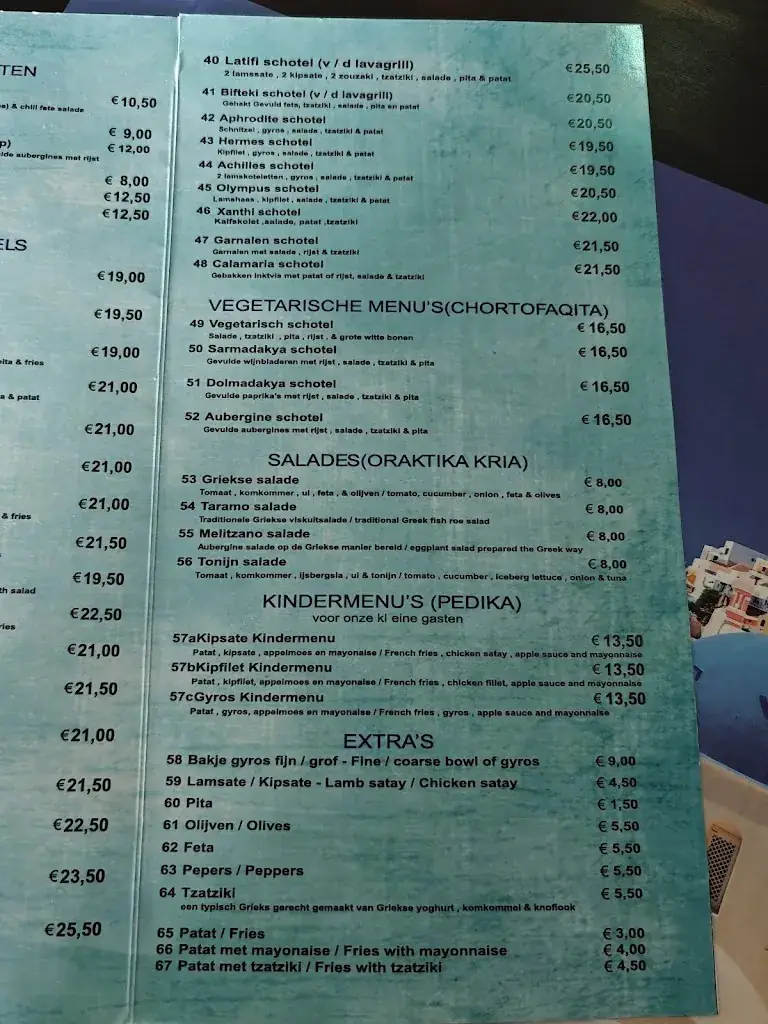 TEN
€10,50
e) & chili fete salade
€ 9,00
p)
€ 12,00
lde aubergines met rijst
€ 8,00
€12,50
€12,50
ELS
€19,00
€19,50
€19,00
ita & fries
€21,00
a & patat
€21,00
€21,00
€21,00
& fries
€21,50
€19,50
th salad
€22,50
ries
€21,00
€21,50
€21,00
€21,50
€22,50
€23,50
€25,50
40 Latifi schotel (v / d lavagrill) €25,50
2 lamssate , 2 kipsate , 2 zouzaki , tzatziki , salade , pita & patat
41 Bifteki schotel (v / d lavagrill) €20,50
Gehakt Gevuld feta, tzatziki , salade , pita en patat
42 Aphrodite schotel €20,50
Schnitzel , gyros , salade , tzatziki & patat
43 Hermes schotel €19,50
Kipfilet , gyros , salade , tzatziki & patat
44 Achilles schotel €19,50
2 lamskoteletten , gyros , salade , tzatziki & patat
45 Olympus schotel €20,50
Lamshaas , kipfilet , salade , tzatziki & patat
46 Xanthi schotel € 22,00
Kalfskolet ,salade, patat ,tzatziki
47 Garnalen schotel €21,50
Garnalen met salade , rijst & tzatziki
48 Calamaria schotel €21,50
Gebakken inktvis met patat of rijst, salade & tzatziki
VEGETARISCHE MENU'S(CHORTOFAQITA)
49 Vegetarisch schotel € 16,50
Salade , tzatziki , pita , rijst , & grote witte bonen
50 Sarmadakya schotel € 16,50
Gevulde wijnbladeren met rijst , salade , tzatziki & pita
51 Dolmadakya schotel € 16,50
Gevulde paprika's met rijst , salade , tzatziki & pita
52 Aubergine schotel € 16,50
Gevulde aubergines met rijst , salade , tzatziki & pita
SALADES(ORAKTIKA KRIA)
53 Griekse salade € 8,00
Tomaat , komkommer , ui , feta , & olijven / tomato, cucumber , onion , feta & olives
54 Taramo salade € 8,00
Traditionele Griekse viskuitsalade / traditional Greek fish roe salad
55 Melitzano salade € 8,00
Aubergine salade op de Griekse manier bereid / eggplant salad prepared the Greek way
56 Tonijn salade € 8,00
Tomaat , komkommer , ijsbergsla , ui & tonijn / tomato , cucumber , iceberg lettuce , onion & tuna
KINDERMENU'S (PEDIKA)
voor onze kl eine gasten
57aKipsate Kindermenu € 13,50
Patat , kipsate , appelmoes en mayonaise / French fries , chicken satay , apple sauce and mayonnaise
57bKipfilet Kindermenu € 13,50
Patat , kipfilet, appelmoes en mayonaise / French fries , chicken fillet, apple sauce and mayonnaise
57cGyros Kindermenu € 13,50
Patat , gyros, appelmoes en mayonaise / French fries , gyros , apple sauce and mayonnaise
EXTRA'S
58 Bakje gyros fijn / grof - Fine / coarse bowl of gyros € 9,00
59 Lamsate / Kipsate - Lamb satay / Chicken satay € 4,50
60 Pita € 1,50
61 Olijven / Olives € 5,50
62 Feta € 5,50
63 Pepers / Peppers € 5,50
64 Tzatziki € 5,50
een typisch Grieks gerecht gemaakt van Griekse yoghurt , komkommel & knoflook
65 Patat / Fries € 3,00
66 Patat met mayonaise / Fries with mayonnaise € 4,00
67 Patat met tzatziki / Fries with tzatziki € 4,50